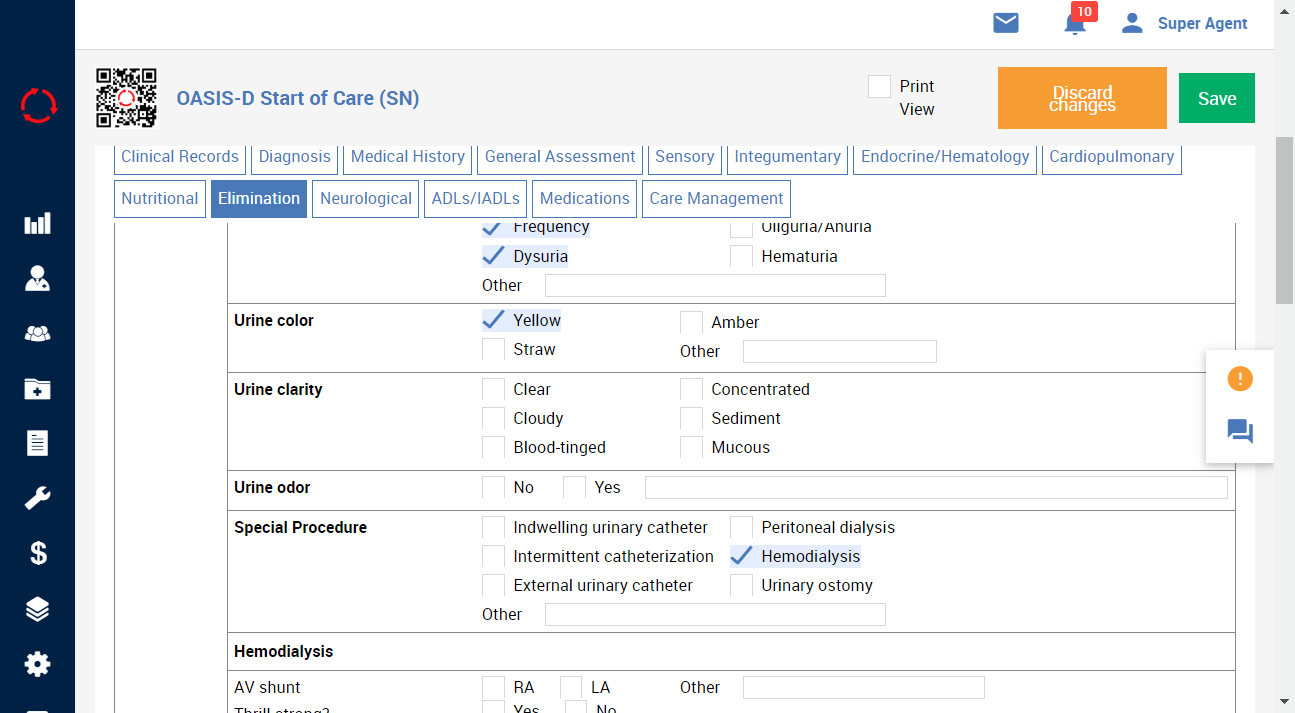 10
Super Agent
OASIS-D Start of Care (SN)
Print
View
Discard
changes
Save
Clinical Records Diagnosis Medical History General Assessment Sensory Integumentary Endocrine/Hematology Cardiopulmonary
Nutritional Elimination Neurological ADLs/IADLs Medications Care Management
Frequency Oliguria/Anuria
Dysuria Hematuria
Other
Urine color Yellow Amber
Straw Other
Urine clarity Clear Concentrated
Cloudy Sediment
Blood-tinged Mucous
Urine odor No Yes
Special Procedure Indwelling urinary catheter Peritoneal dialysis
Intermittent catheterization Hemodialysis
External urinary catheter Urinary ostomy
Other
Hemodialysis
AV shunt RA LA Other
Thrill strong? Yes No